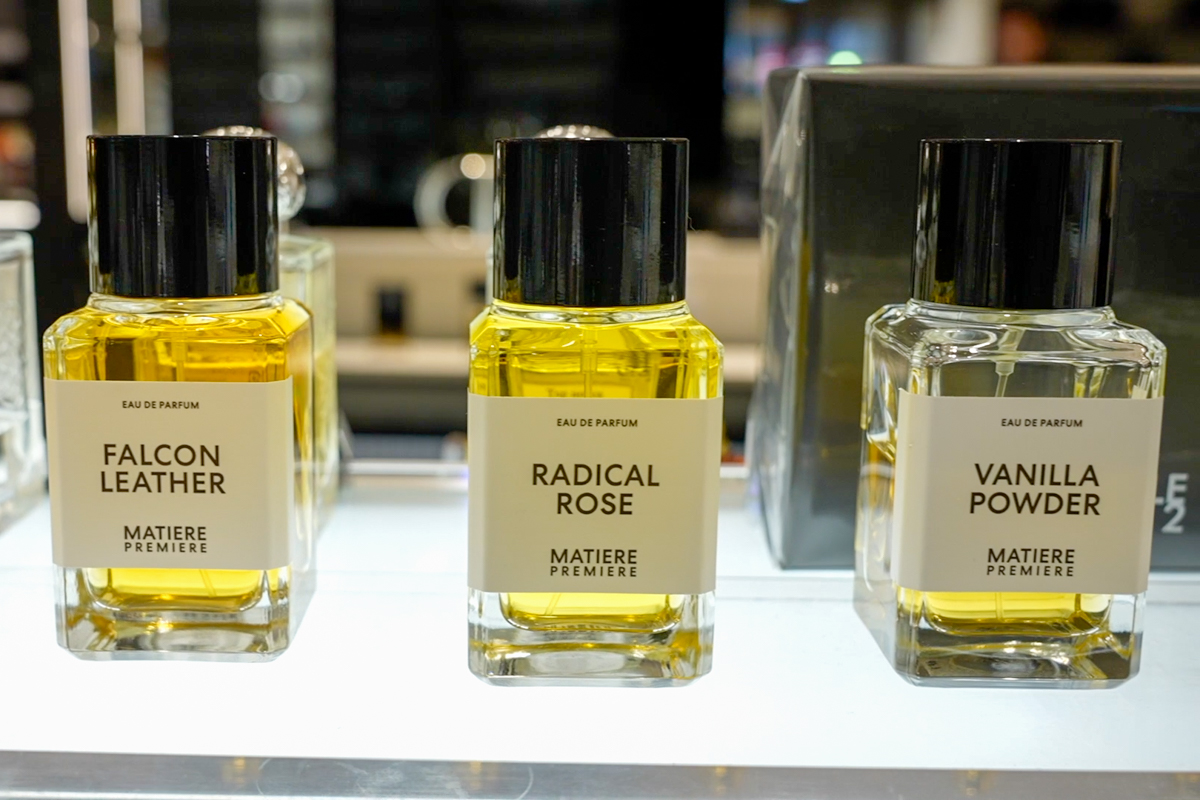 EAU DE PARFUM
FALCON
LEATHER
MATIERE
PREMIERE
EAU DE PARFUM
RADICAL
ROSE
MATIERE
PREMIERE
EAU DE PARFUM
VANILLA
POWDER
MATIERE
PREMIERE
E
2